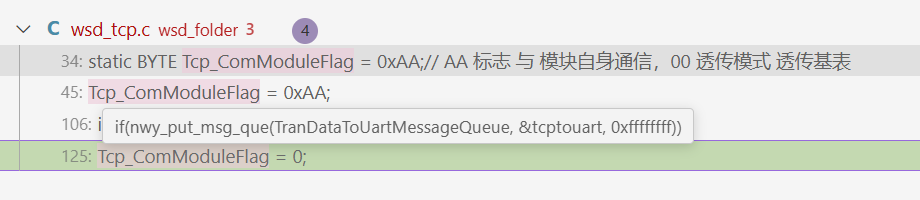 C wsd_tcp.c wsd_folder 3 4
34: static BYTE Tcp_ComModuleFlag = 0xAA;// AA 标志 与 模块自身通信，00 透传模式 透传基表
45: Tcp_ComModuleFlag = 0xAA;
106: i
if(nwy_put_msg_que(TranDataToUartMessageQueue, &tcptouart, 0xffffffff))
125: Tcp_ComModuleFlag = 0;